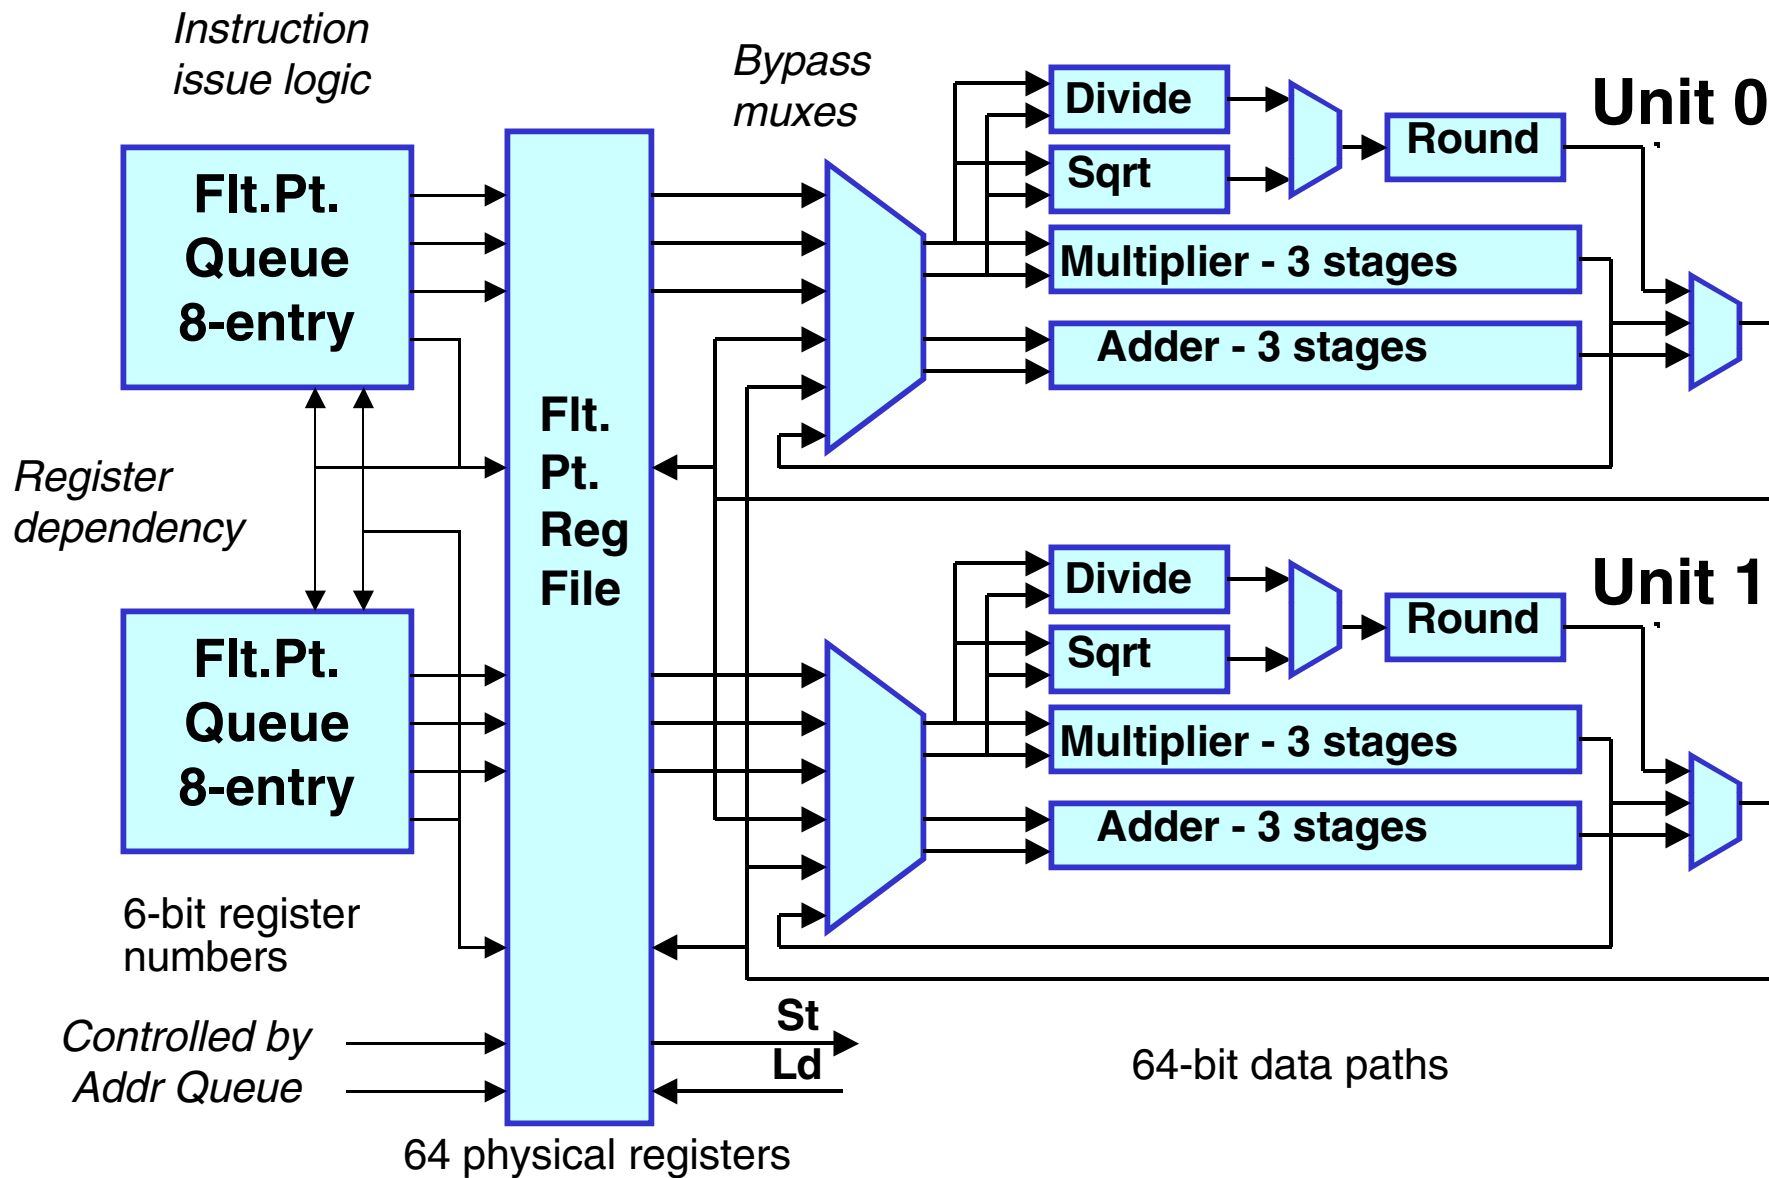 Instruction
issue logic
Bypass
muxes
Unit 0
Divide
Sqrt
Round
Multiplier - 3 stages
Adder - 3 stages
Flt.Pt.
Queue
8-entry
Flt.
Pt.
Reg
File
Register
dependency
Unit 1
Divide
Sqrt
Round
Multiplier - 3 stages
Adder - 3 stages
Flt.Pt.
Queue
8-entry
6-bit register
numbers
Controlled by
Addr Queue
St
Ld
64-bit data paths
64 physical registers